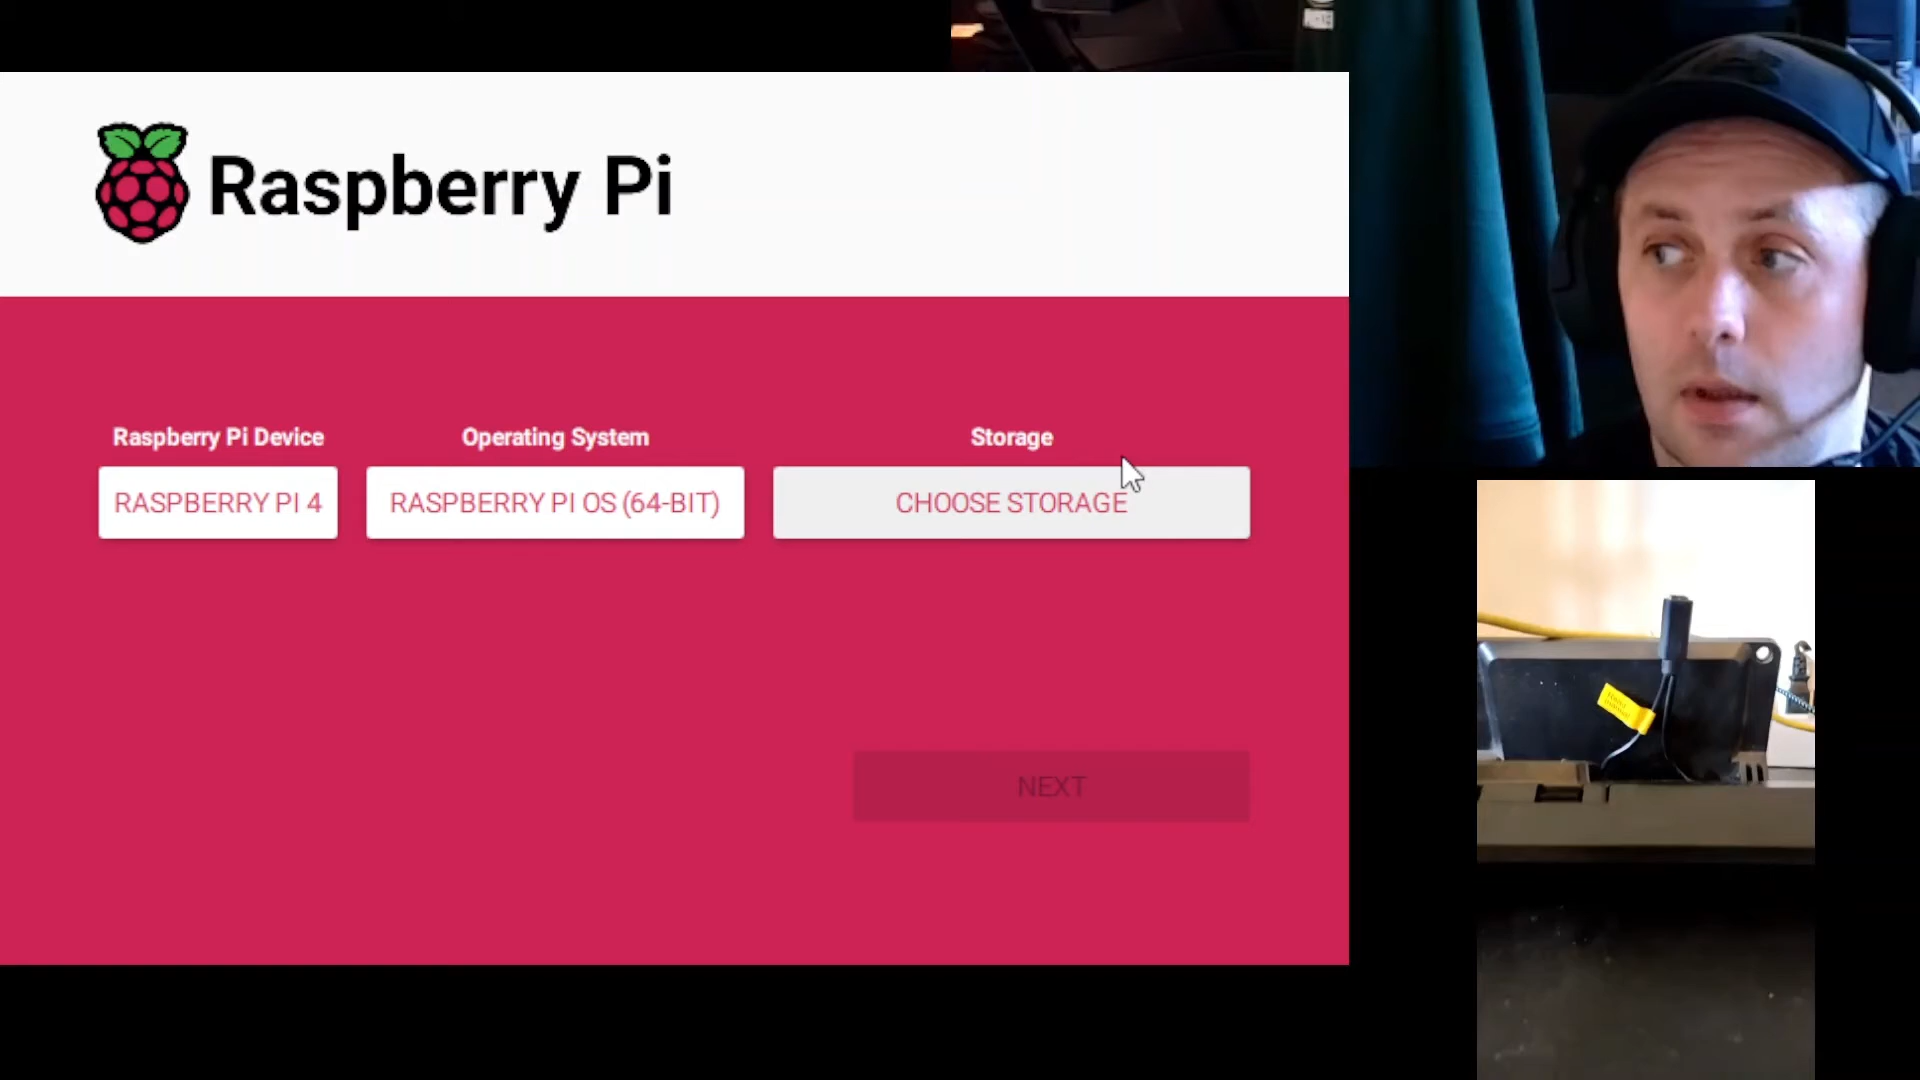 Raspberry Pi
Raspberry Pi Device
Operating System
Storage
RASPBERRY PI 4
RASPBERRY PI OS (64-BIT)
CHOOSE STORAGE
NEXT